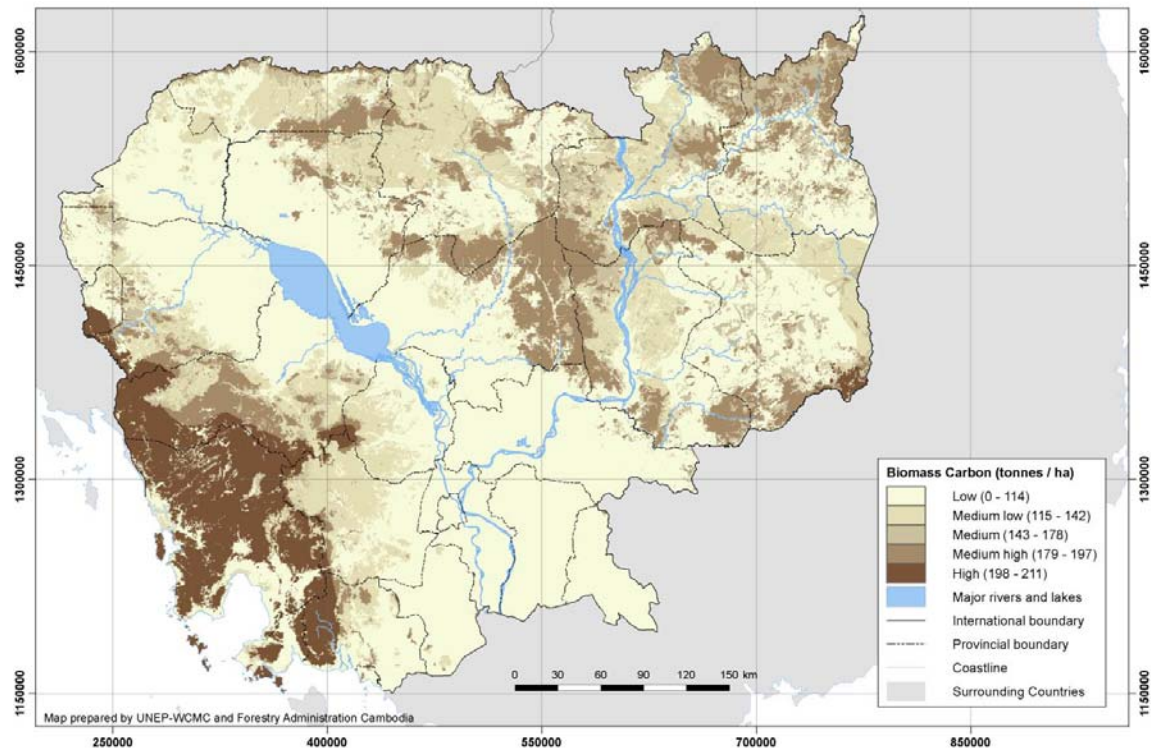 1600000
1600000
1450000
1450000
1300000
1300000
1150000
1150000
Biomass Carbon (tonnes / ha)
Low (0 - 114)
Medium low (115 - 142)
Medium (143 - 178)
Medium high (179 - 197)
High (198 - 211)
Major rivers and lakes
International boundary
Provincial boundary
Coastline
Surrounding Countries
0 30 60 90 120 150 km
Map prepared by UNEP-WCMC and Forestry Administration Cambodia
250000 400000 550000 700000 850000